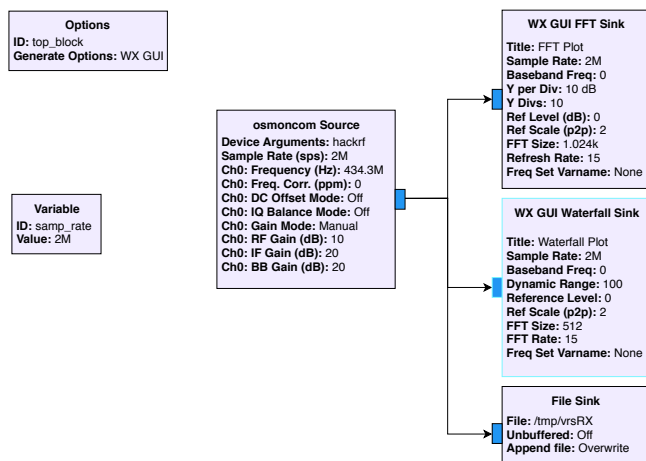 Options
ID: top_block
Generate Options: WX GUI
Variable
ID: samp_rate
Value: 2M
osmoncom Source
Device Arguments: hackrf
Sample Rate (sps): 2M
Ch0: Frequency (Hz): 434.3M
Ch0: Freq. Corr. (ppm): 0
Ch0: DC Offset Mode: Off
Ch0: IQ Balance Mode: Off
Ch0: Gain Mode: Manual
Ch0: RF Gain (dB): 10
Ch0: IF Gain (dB): 20
Ch0: BB Gain (dB): 20
WX GUI FFT Sink
Title: FFT Plot
Sample Rate: 2M
Baseband Freq: 0
Y per Div: 10 dB
Y Divs: 10
Ref Level (dB): 0
Ref Scale (p2p): 2
FFT Size: 1.024k
Refresh Rate: 15
Freq Set Varname: None
WX GUI Waterfall Sink
Title: Waterfall Plot
Sample Rate: 2M
Baseband Freq: 0
Dynamic Range: 100
Reference Level: 0
Ref Scale (p2p): 2
FFT Size: 512
FFT Rate: 15
Freq Set Varname: None
File Sink
File: /tmp/vrsRX
Unbuffered: Off
Append file: Overwrite